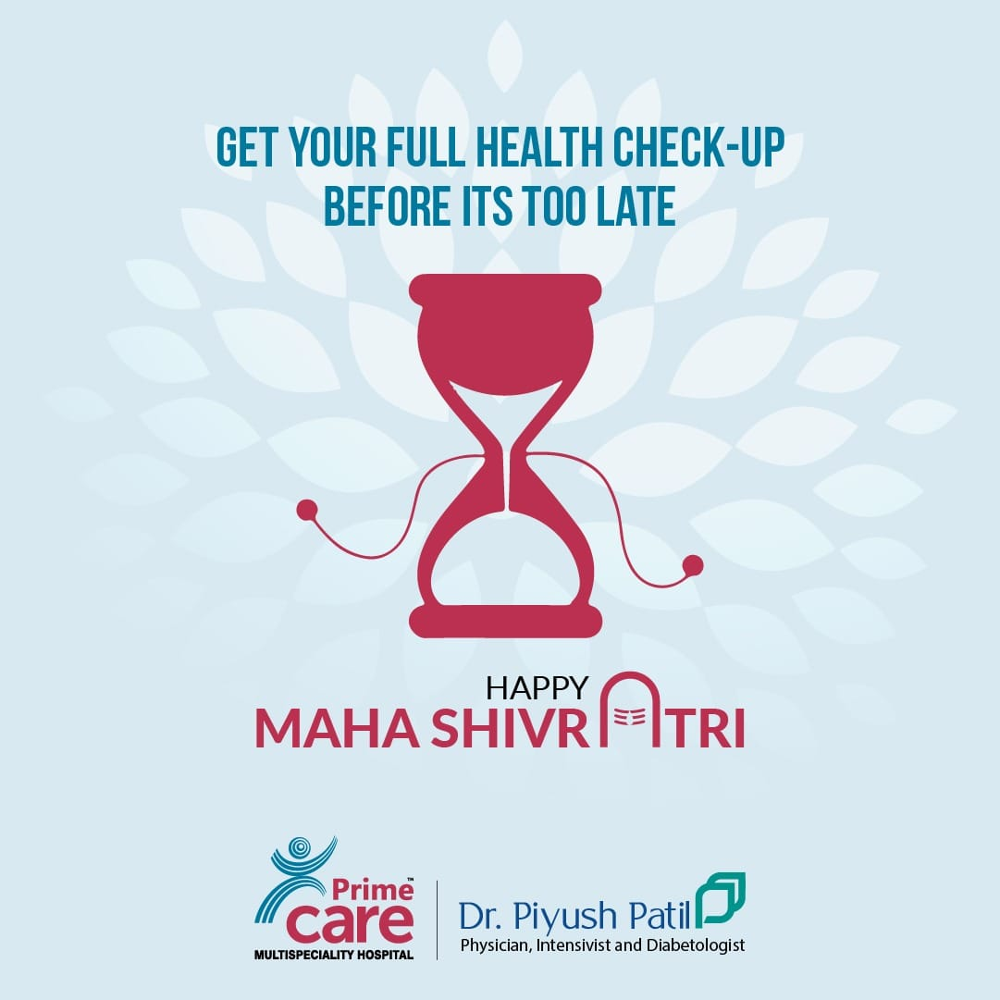 GET YOUR FULL HEALTH CHECK-UP
BEFORE ITS TOO LATE
HAPPY
MAHA SHIVRATRI
Prime™
care
MULTISPECIALITY HOSPITAL
Dr. Piyush Patil
Physician, Intensivist and Diabetologist